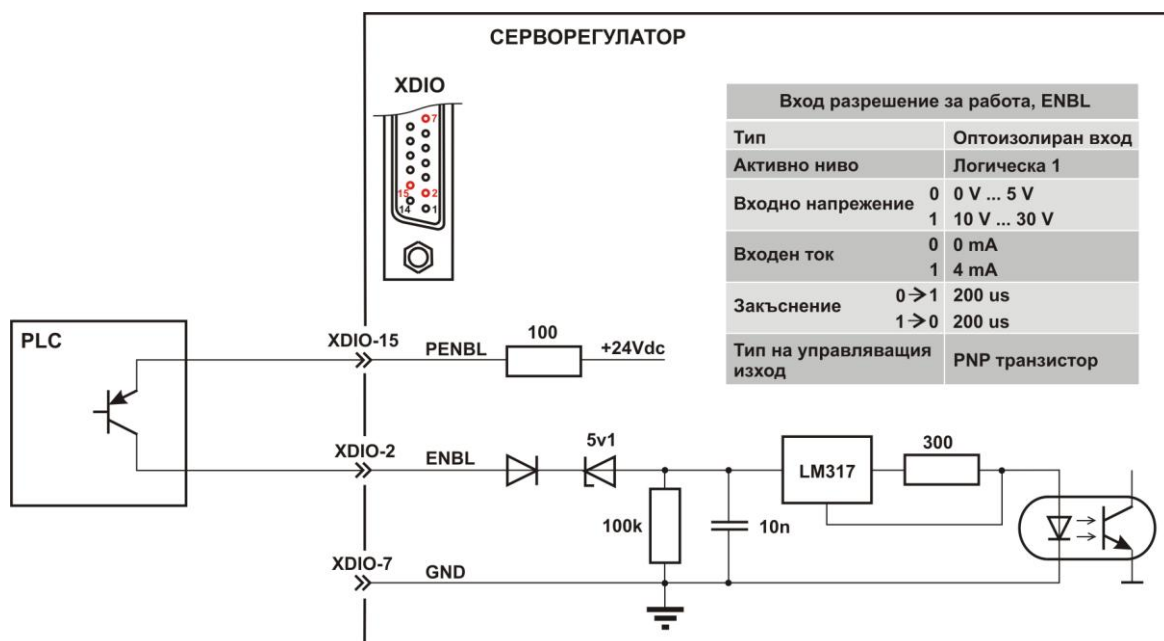 СЕРВОРЕГУЛАТОР
XDIO
7
15
2
14
1
Вход разрешение за работа, ENBL
Тип Оптоизолиран вход
Активно ниво Логическа 1
Входно напрежение 0 0 V ... 5 V
1 10 V ... 30 V
Входен ток 0 0 mA
1 4 mA
Закъснение 0→1 200 us
1→0 200 us
Тип на управляващия изход PNP транзистор
PLC
XDIO-15
PENBL
100
+24Vdc
XDIO-2
ENBL
5v1
100k
10n
LM317
300
XDIO-7
GND